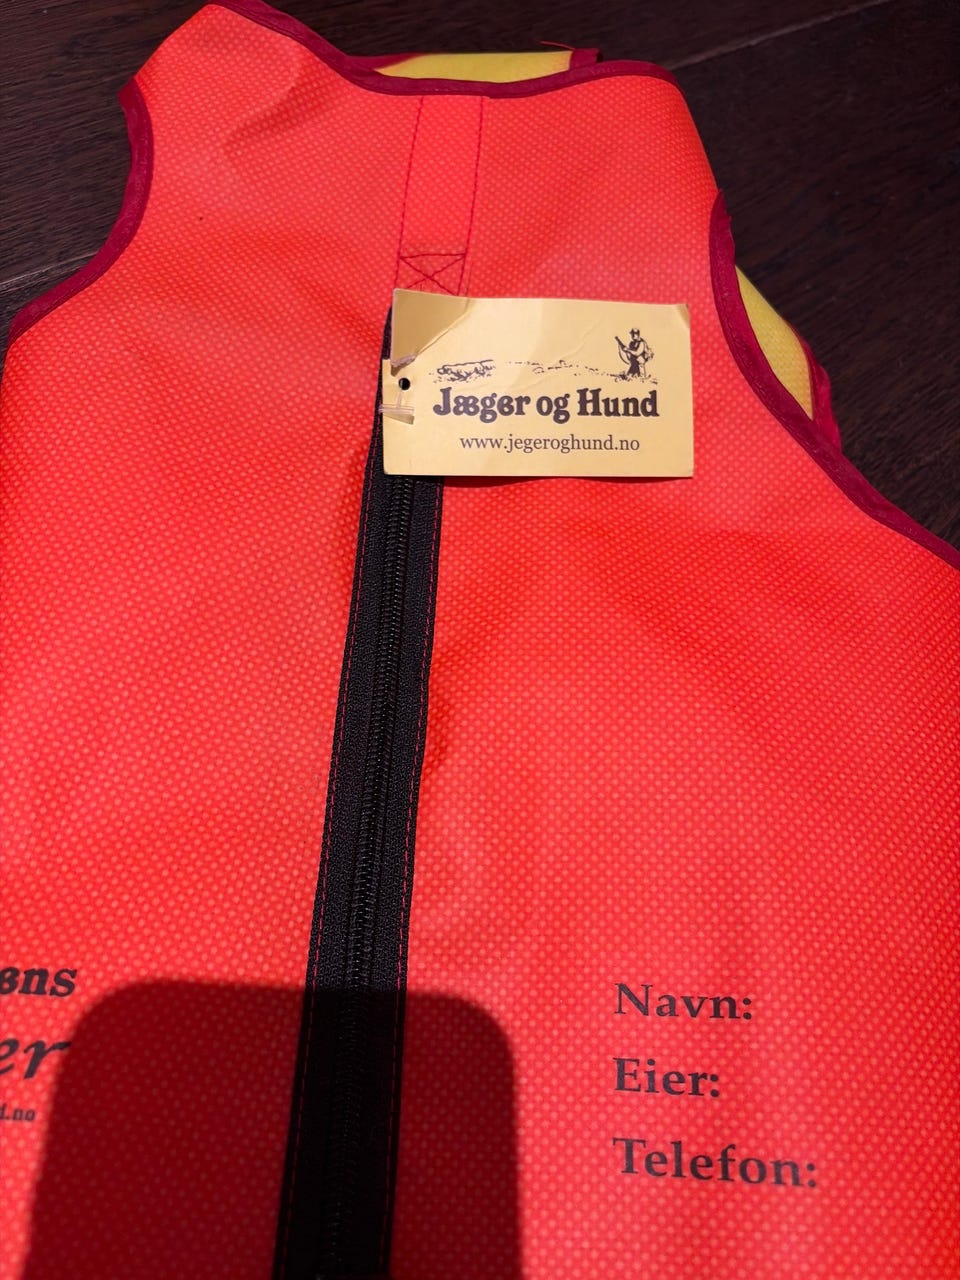 Jæger og Hund
www.jegeroghund.no
Navn:
Eier:
Telefon: